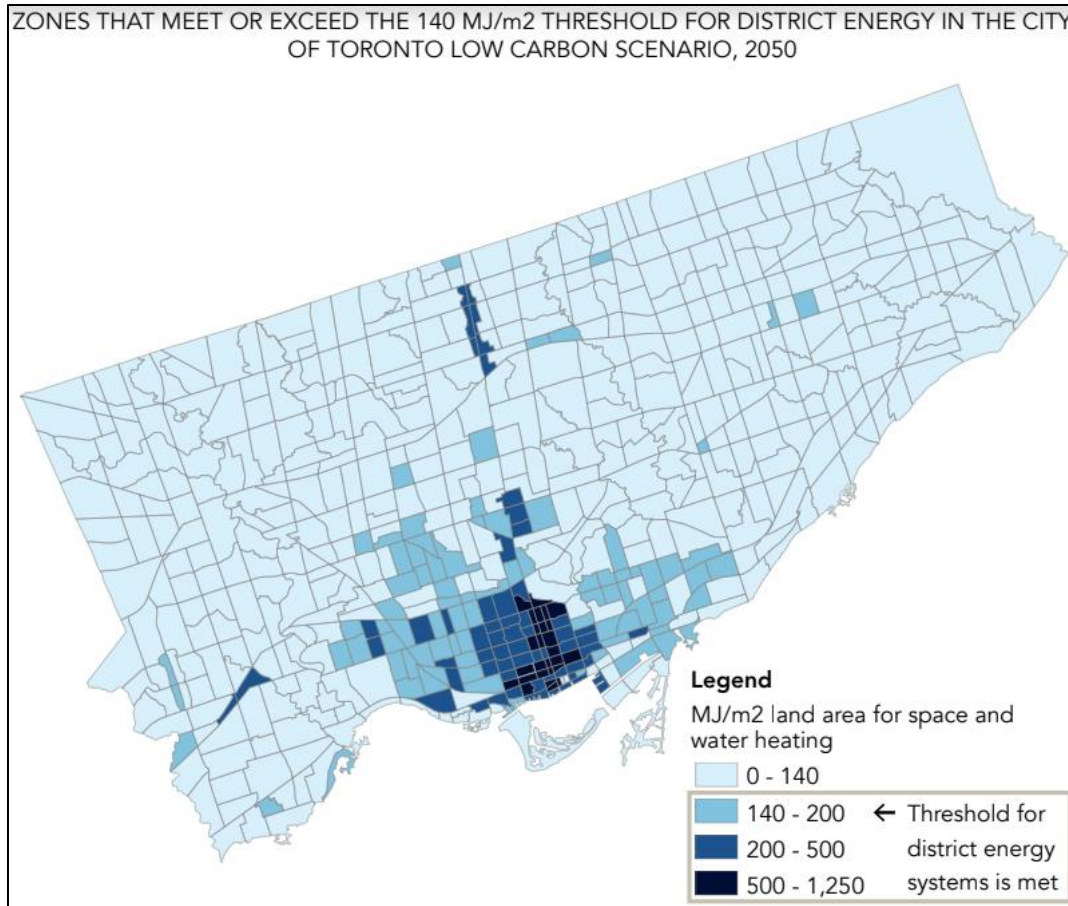 ZONES THAT MEET OR EXCEED THE 140 MJ/m2 THRESHOLD FOR DISTRICT ENERGY IN THE CITY
OF TORONTO LOW CARBON SCENARIO, 2050
Legend
MJ/m2 land area for space and
water heating
0 - 140
140 - 200 ← Threshold for
200 - 500 district energy
500 - 1,250 systems is met